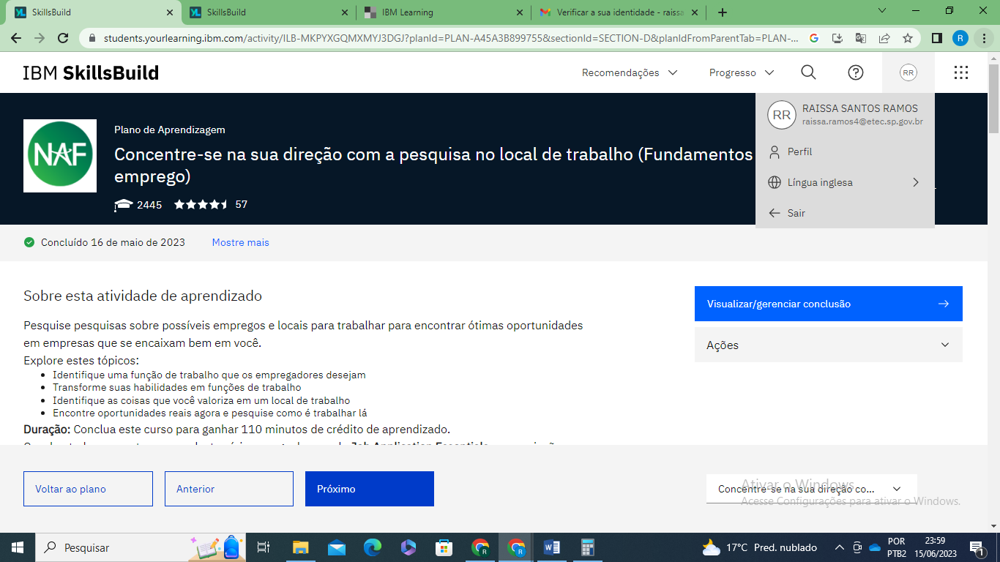 SkillsBuild
SkillsBuild
IBM Learning
Verificar a sua identidade - raissa
students.yourlearning.ibm.com/activity/ILB-MKPYXGQMXMYJ3DGJ?planId=PLAN-A45A3B899755&sectionId=SECTION-D&planIdFromParentTab=PLAN-...
R
IBM SkillsBuild
Recomendações
Progresso
RR
RR
RAISSA SANTOS RAMOS
raissa.ramos4@etec.sp.gov.br
Perfil
Língua inglesa
Sair
NAF
Plano de Aprendizagem
Concentre-se na sua direção com a pesquisa no local de trabalho (Fundamentos
emprego)
2445
57
Concluído 16 de maio de 2023
Mostre mais
Sobre esta atividade de aprendizado
Pesquise pesquisas sobre possíveis empregos e locais para trabalhar para encontrar ótimas oportunidades
em empresas que se encaixam bem em você.
Explore estes tópicos:
• Identifique uma função de trabalho que os empregadores desejam
• Transforme suas habilidades em funções de trabalho
• Identifique as coisas que você valoriza em um local de trabalho
• Encontre oportunidades reais agora e pesquise como é trabalhar lá
Duração: Conclua este curso para ganhar 110 minutos de crédito de aprendizado.
Visualizar/gerenciar conclusão
Ações
Voltar ao plano
Anterior
Próximo
Concentre-se na sua direção co...
Ativar o Windows
Acesse Configurações para ativar o Windows.
Pesquisar
17°C Pred. nublado
POR
PTB2
23:59
15/06/2023
1